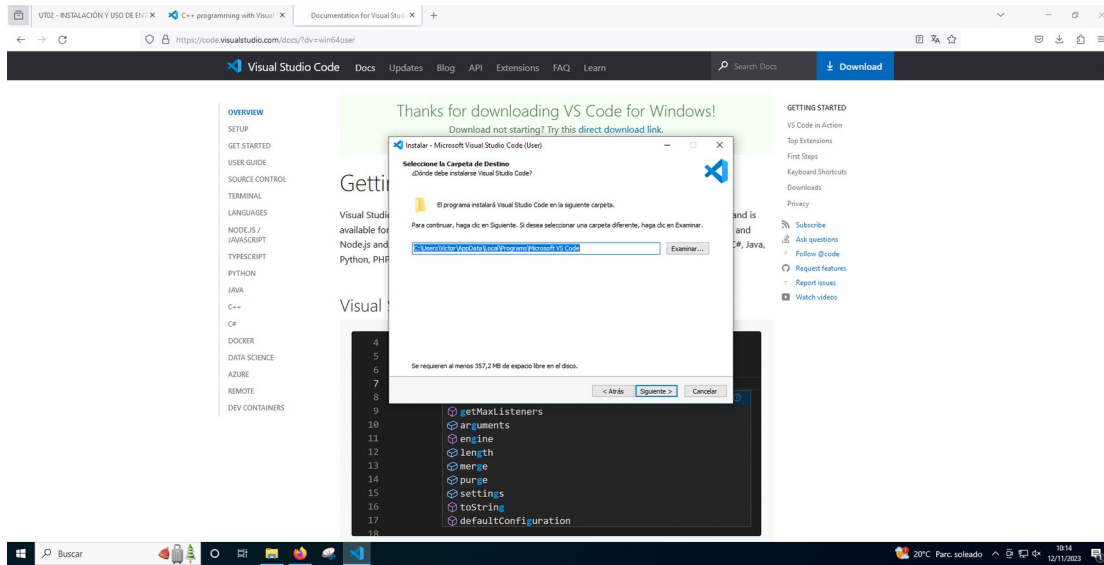 UT02 - INSTALACIÓN Y USO DE ENT
C++ programming with Visual
Documentation for Visual Studi
https://code.visualstudio.com/docs/?dv=win64user
Visual Studio Code Docs Updates Blog API Extensions FAQ Learn Search Docs Download
OVERVIEW
SETUP
GET STARTED
USER GUIDE
SOURCE CONTROL
TERMINAL
LANGUAGES
NODE.JS /
JAVASCRIPT
TYPESCRIPT
PYTHON
JAVA
C++
C#
DOCKER
DATA SCIENCE
AZURE
REMOTE
DEV CONTAINERS
Thanks for downloading VS Code for Windows!
Download not starting? Try this direct download link.
Getti
Visual Studi
and is
available for
and
Node.js and
C#, Java,
Python, PHP
Visual
Instalar - Microsoft Visual Studio Code (User)
Seleccione la Carpeta de Destino
¿Dónde debe instalarse Visual Studio Code?
El programa instalará Visual Studio Code en la siguiente carpeta.
Para continuar, haga clic en Siguiente. Si desea seleccionar una carpeta diferente, haga clic en Examinar.
C:\Users\Victor\AppData\Local\Programs\Microsoft VS Code
Examinar...
Se requieren al menos 357,2 MB de espacio libre en el disco.
< Atrás Siguiente > Cancelar
4
5
6
7
8
9 getMaxListeners
10 arguments
11 engine
12 length
13 merge
14 purge
15 settings
16 toString
17 defaultConfiguration
18
GETTING STARTED
VS Code in Action
Top Extensions
First Steps
Keyboard Shortcuts
Downloads
Privacy
Subscribe
Ask questions
Follow @code
Request features
Report issues
Watch videos
Buscar
20°C Parc. soleado
10:14
12/11/2023